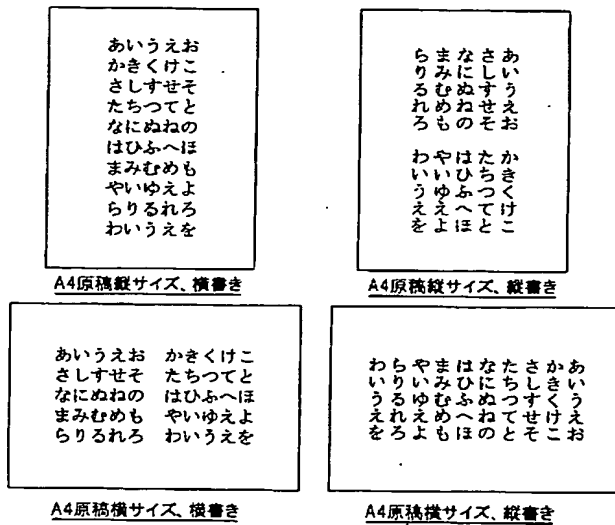 あいうえお
かきくけこ
さしすせそ
たちつてと
なにぬねの
はひふへほ
まみむめも
やいゆえよ
らりるれろ
わいうえを
A4原稿縦サイズ、横書き
あいうえお かきくけこ
さしすせそ たちつてと
なにぬねの はひふへほ
まみむめも やいゆえよ
らりるれろ わいうえを
A4原稿縦サイズ、縦書き
あいうえお かきくけこ
さしすせそ たちつてと
なにぬねの はひふへほ
まみむめも やいゆえよ
らりるれろ わいうえを
A4原稿横サイズ、横書き
あいうえお
かきくけこ
さしすせそ
たちつてと
なにぬねの
はひふへほ
まみむめも
やいゆえよ
らりるれろ
わいうえを
A4原稿横サイズ、縦書き